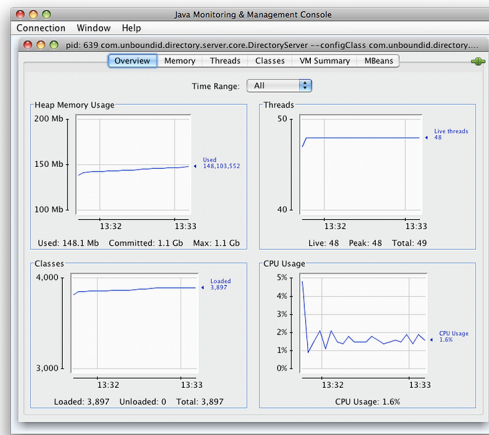 Java Monitoring & Management Console
Connection Window Help
pid: 639 com.unboundid.directory.server.core.DirectoryServer --configClass com.unboundid.directory....
Overview Memory Threads Classes VM Summary MBeans
Time Range: All
Heap Memory Usage
200 Mb
150 Mb
100 Mb
Used
148,103,552
13:32 13:33
Used: 148.1 Mb Committed: 1.1 Gb Max: 1.1 Gb
Threads
50
40
Live threads
48
13:32 13:33
Live: 48 Peak: 48 Total: 49
Classes
4,000
3,000
Loaded
3,897
13:32 13:33
Loaded: 3,897 Unloaded: 0 Total: 3,897
CPU Usage
5%
4%
3%
2%
1%
0%
CPU Usage
1.6%
13:32 13:33
CPU Usage: 1.6%